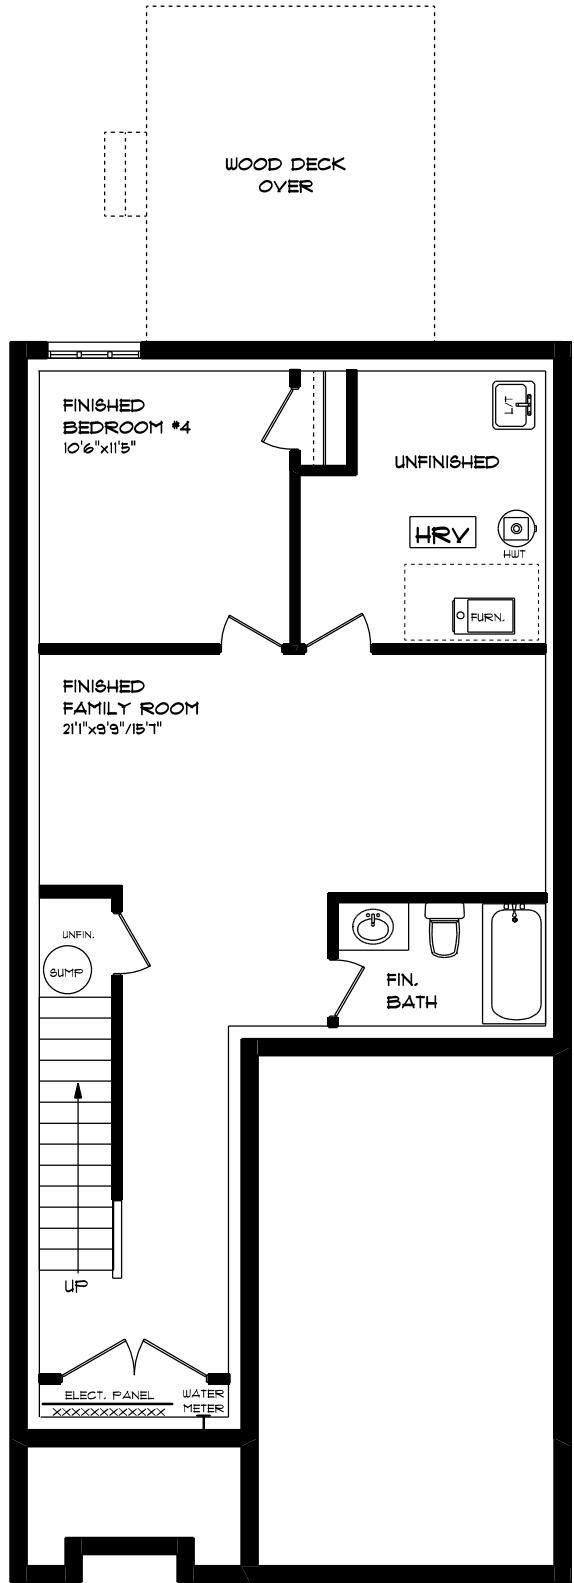 WOOD DECK
OVER
FINISHED
BEDROOM #4
10'6"x11'5"
L/T
UNFINISHED
HRV
HWT
FURN.
FINISHED
FAMILY ROOM
21'1"x9'9"/15'7"
UNFIN.
SUMP
FIN.
BATH
UP
ELECT. PANEL
XXXXXXXXXXXX
WATER
METER